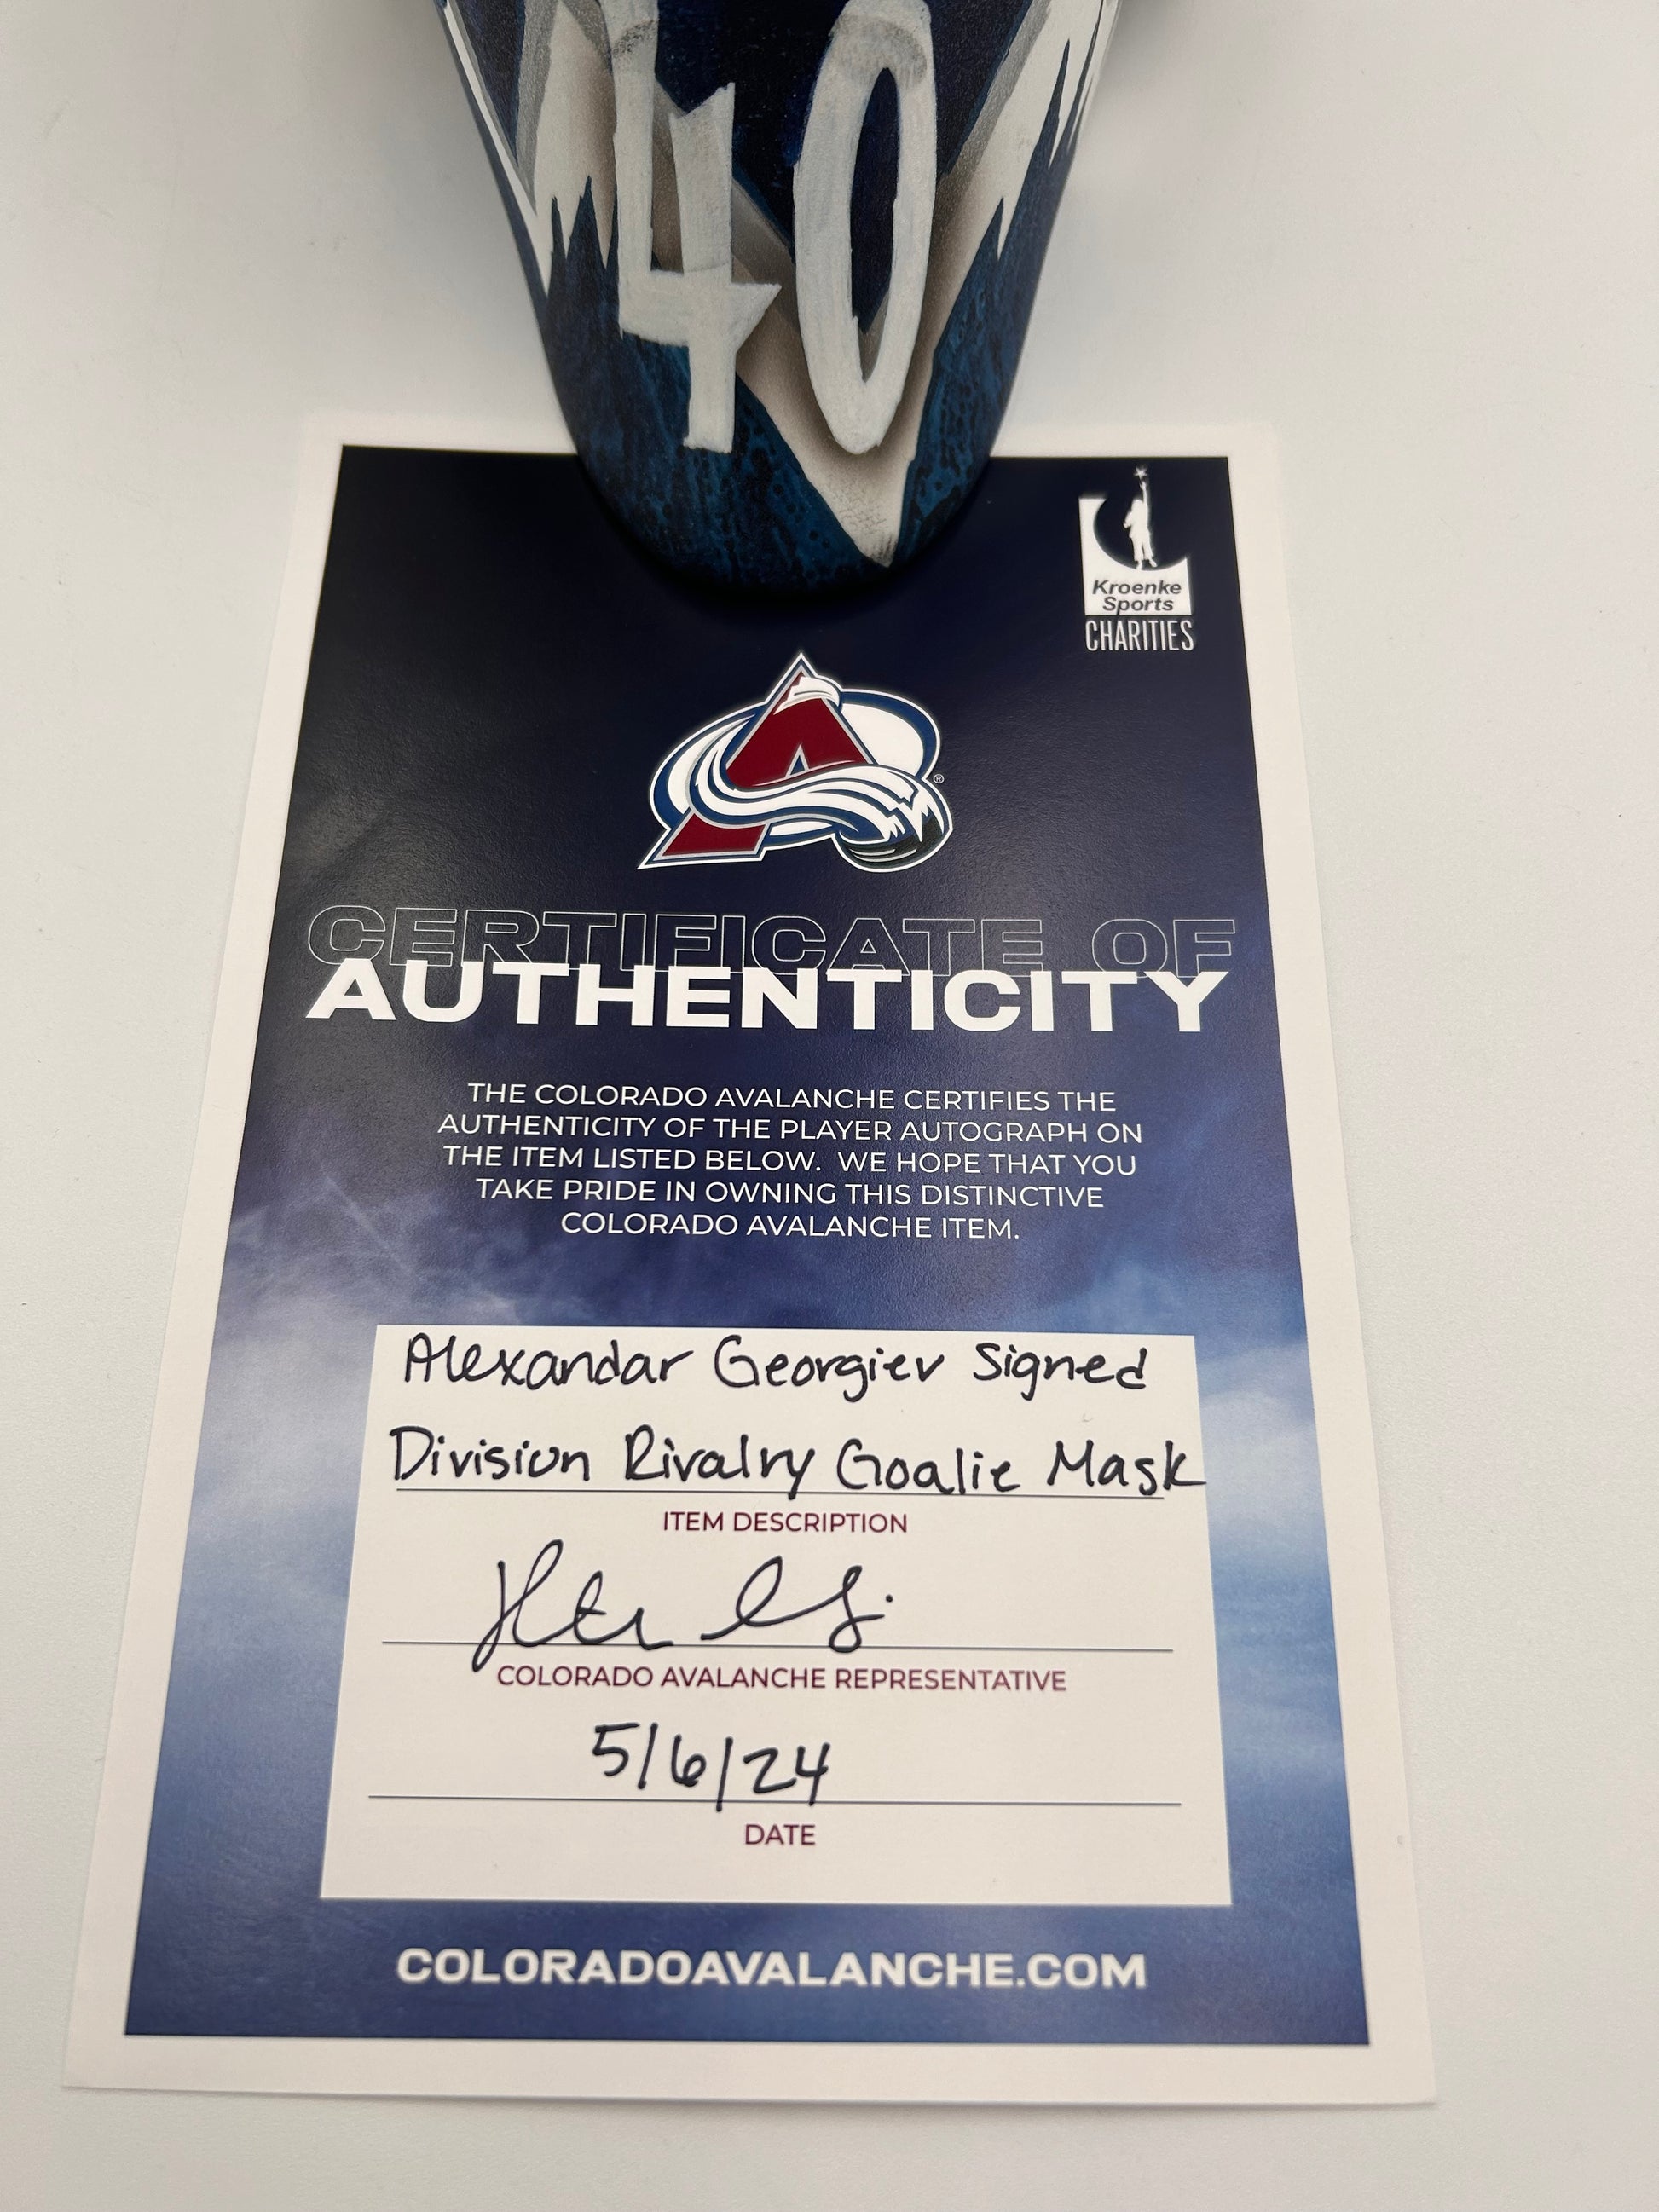 40
Kroenke
Sports
CHARITIES
®
CERTIFICATE OF
AUTHENTICITY
THE COLORADO AVALANCHE CERTIFIES THE
AUTHENTICITY OF THE PLAYER AUTOGRAPH ON
THE ITEM LISTED BELOW. WE HOPE THAT YOU
TAKE PRIDE IN OWNING THIS DISTINCTIVE
COLORADO AVALANCHE ITEM.
Alexandar Georgiev Signed
Division Rivalry Goalie Mask
ITEM DESCRIPTION
COLORADO AVALANCHE REPRESENTATIVE
5/6/24
DATE
COLORADOAVALANCHE.COM